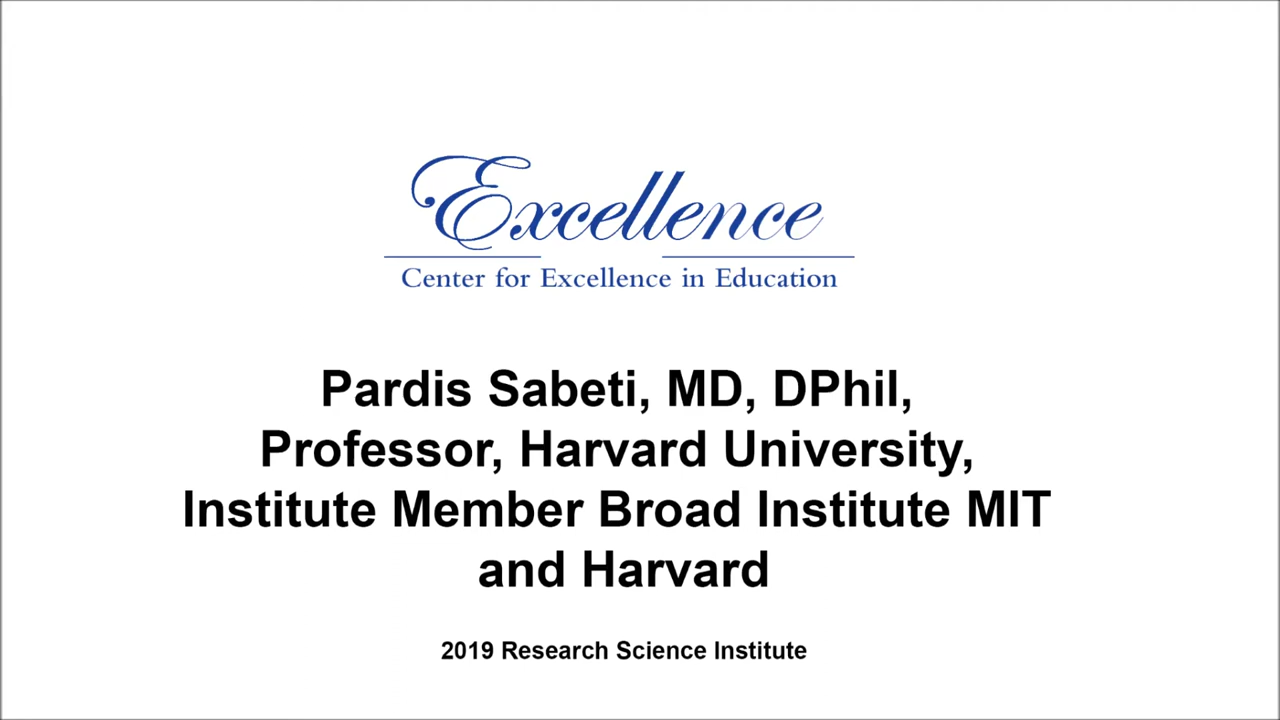 Excellence
Center for Excellence in Education
Pardis Sabeti, MD, DPhil,
Professor, Harvard University,
Institute Member Broad Institute MIT
and Harvard
2019 Research Science Institute